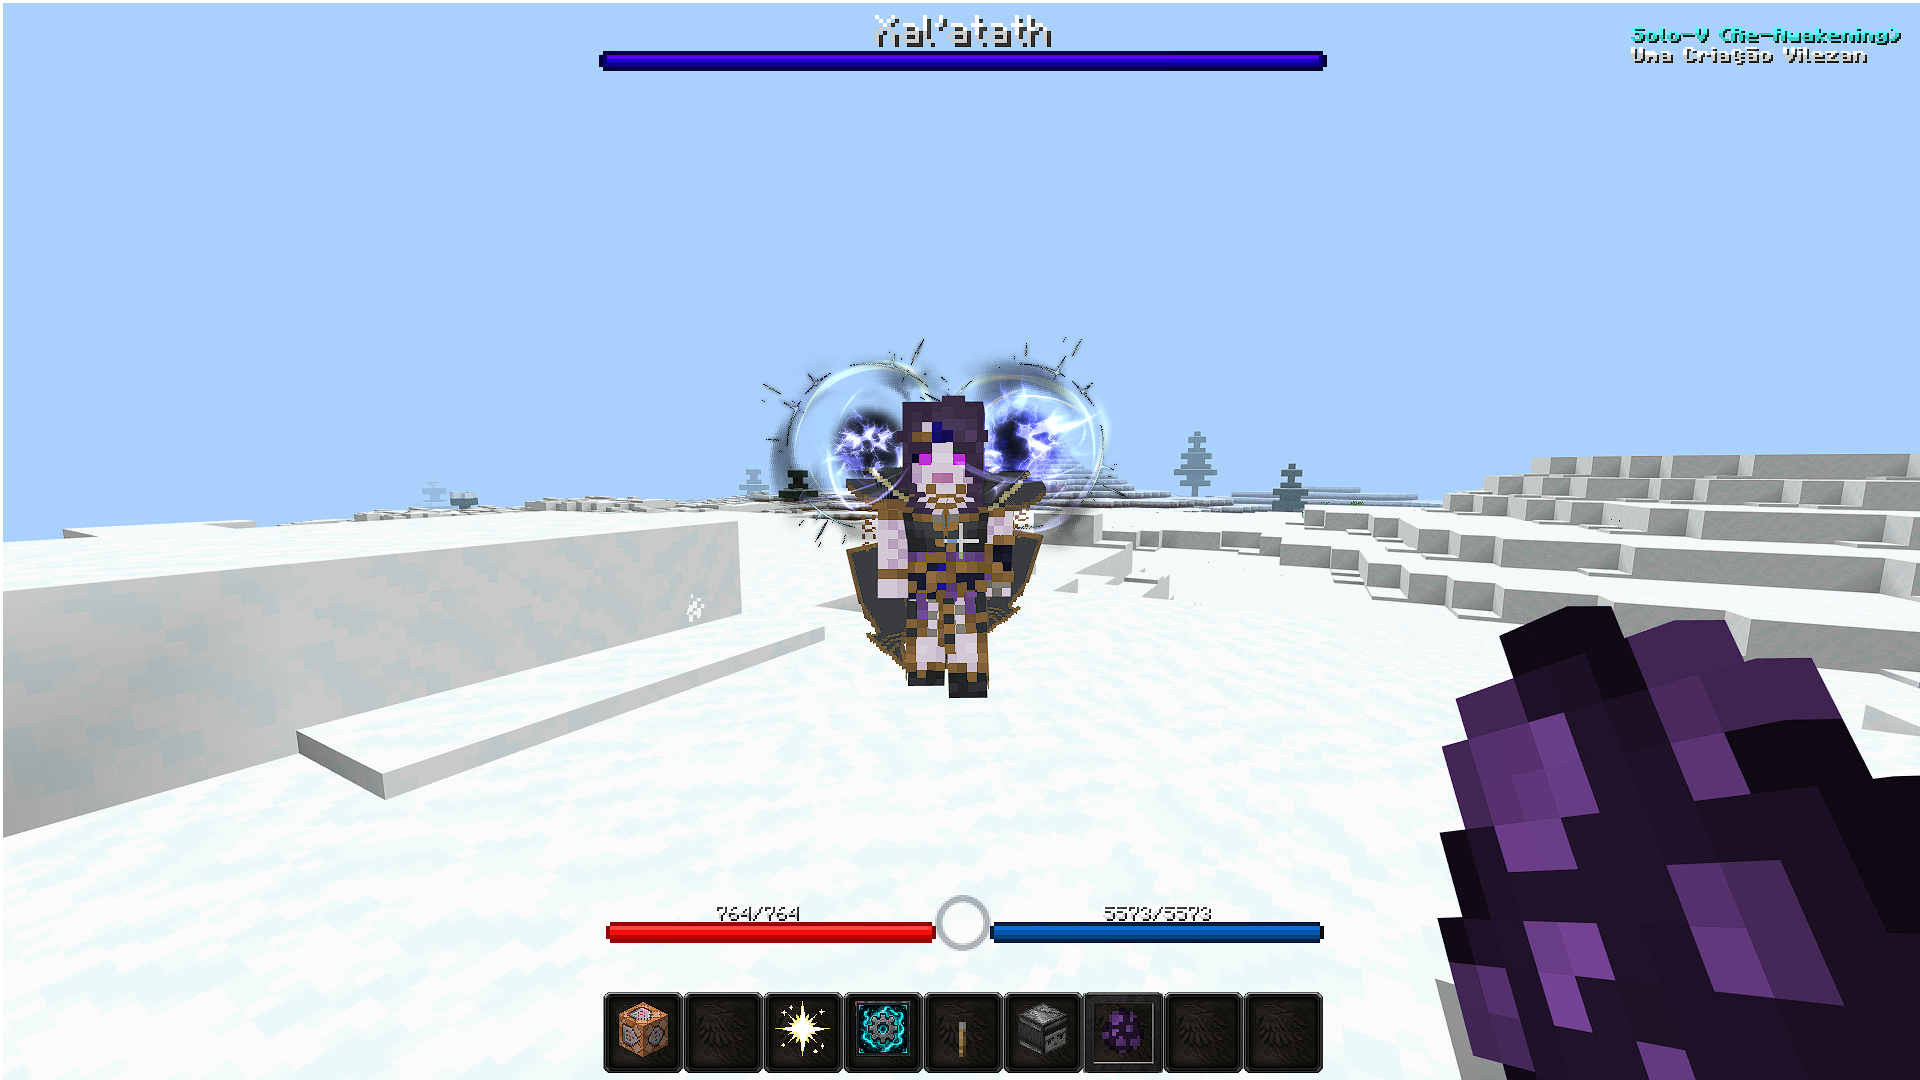 Xal'atath
Solo-V (Re-Awakening)
Uma Criação Vilezan
764/764
5573/5573